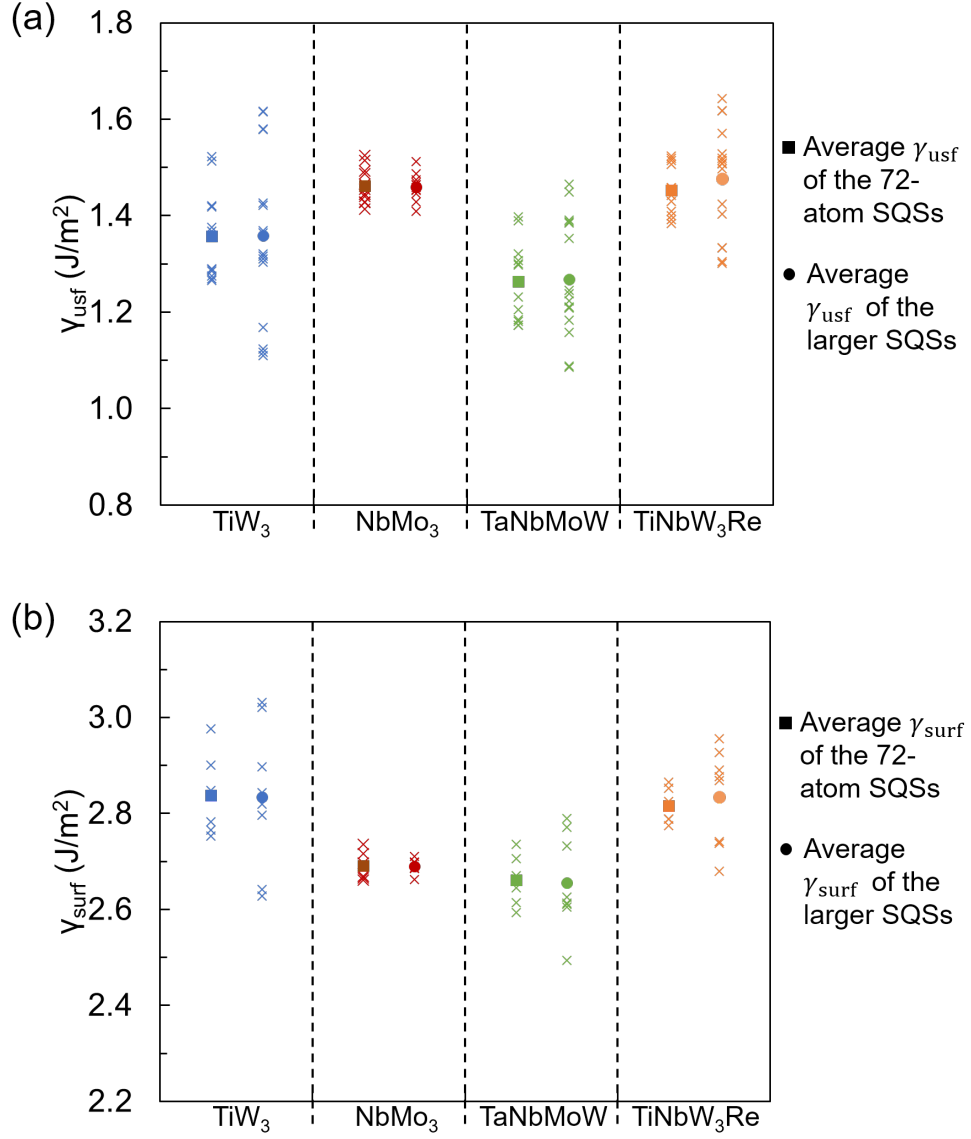 (a)
1.8
1.6
1.4
1.2
1.0
0.8
γusf (J/m²)
TiW₃ NbMo₃ TaNbMoW TiNbW₃Re
Average γusf
of the 72-
atom SQSs
Average
γusf of the
larger SQSs
(b)
3.2
3.0
2.8
2.6
2.4
2.2
γsurf (J/m²)
TiW₃ NbMo₃ TaNbMoW TiNbW₃Re
Average γsurf
of the 72-
atom SQSs
Average
γsurf of the
larger SQSs